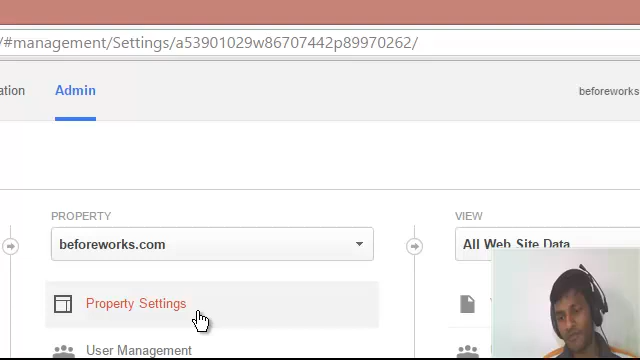 /#management/Settings/a53901029w86707442p89970262/
ation
Admin
beforeworks
PROPERTY
VIEW
beforeworks.com
All Web Site Data
Property Settings
User Management